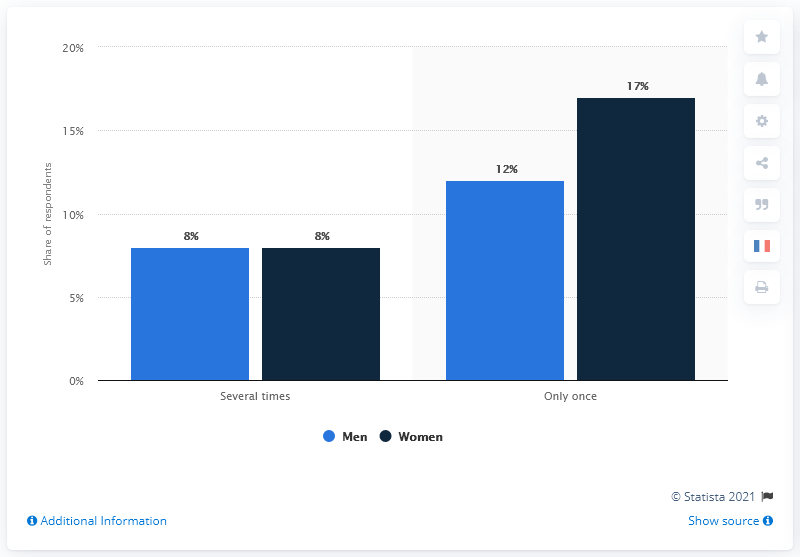 20%
17%
15%
12%
Share of respondents
10%
8%
8%
5%
0%
Several times
Only once
Men
Women
© Statista 2021
Additional Information
Show source